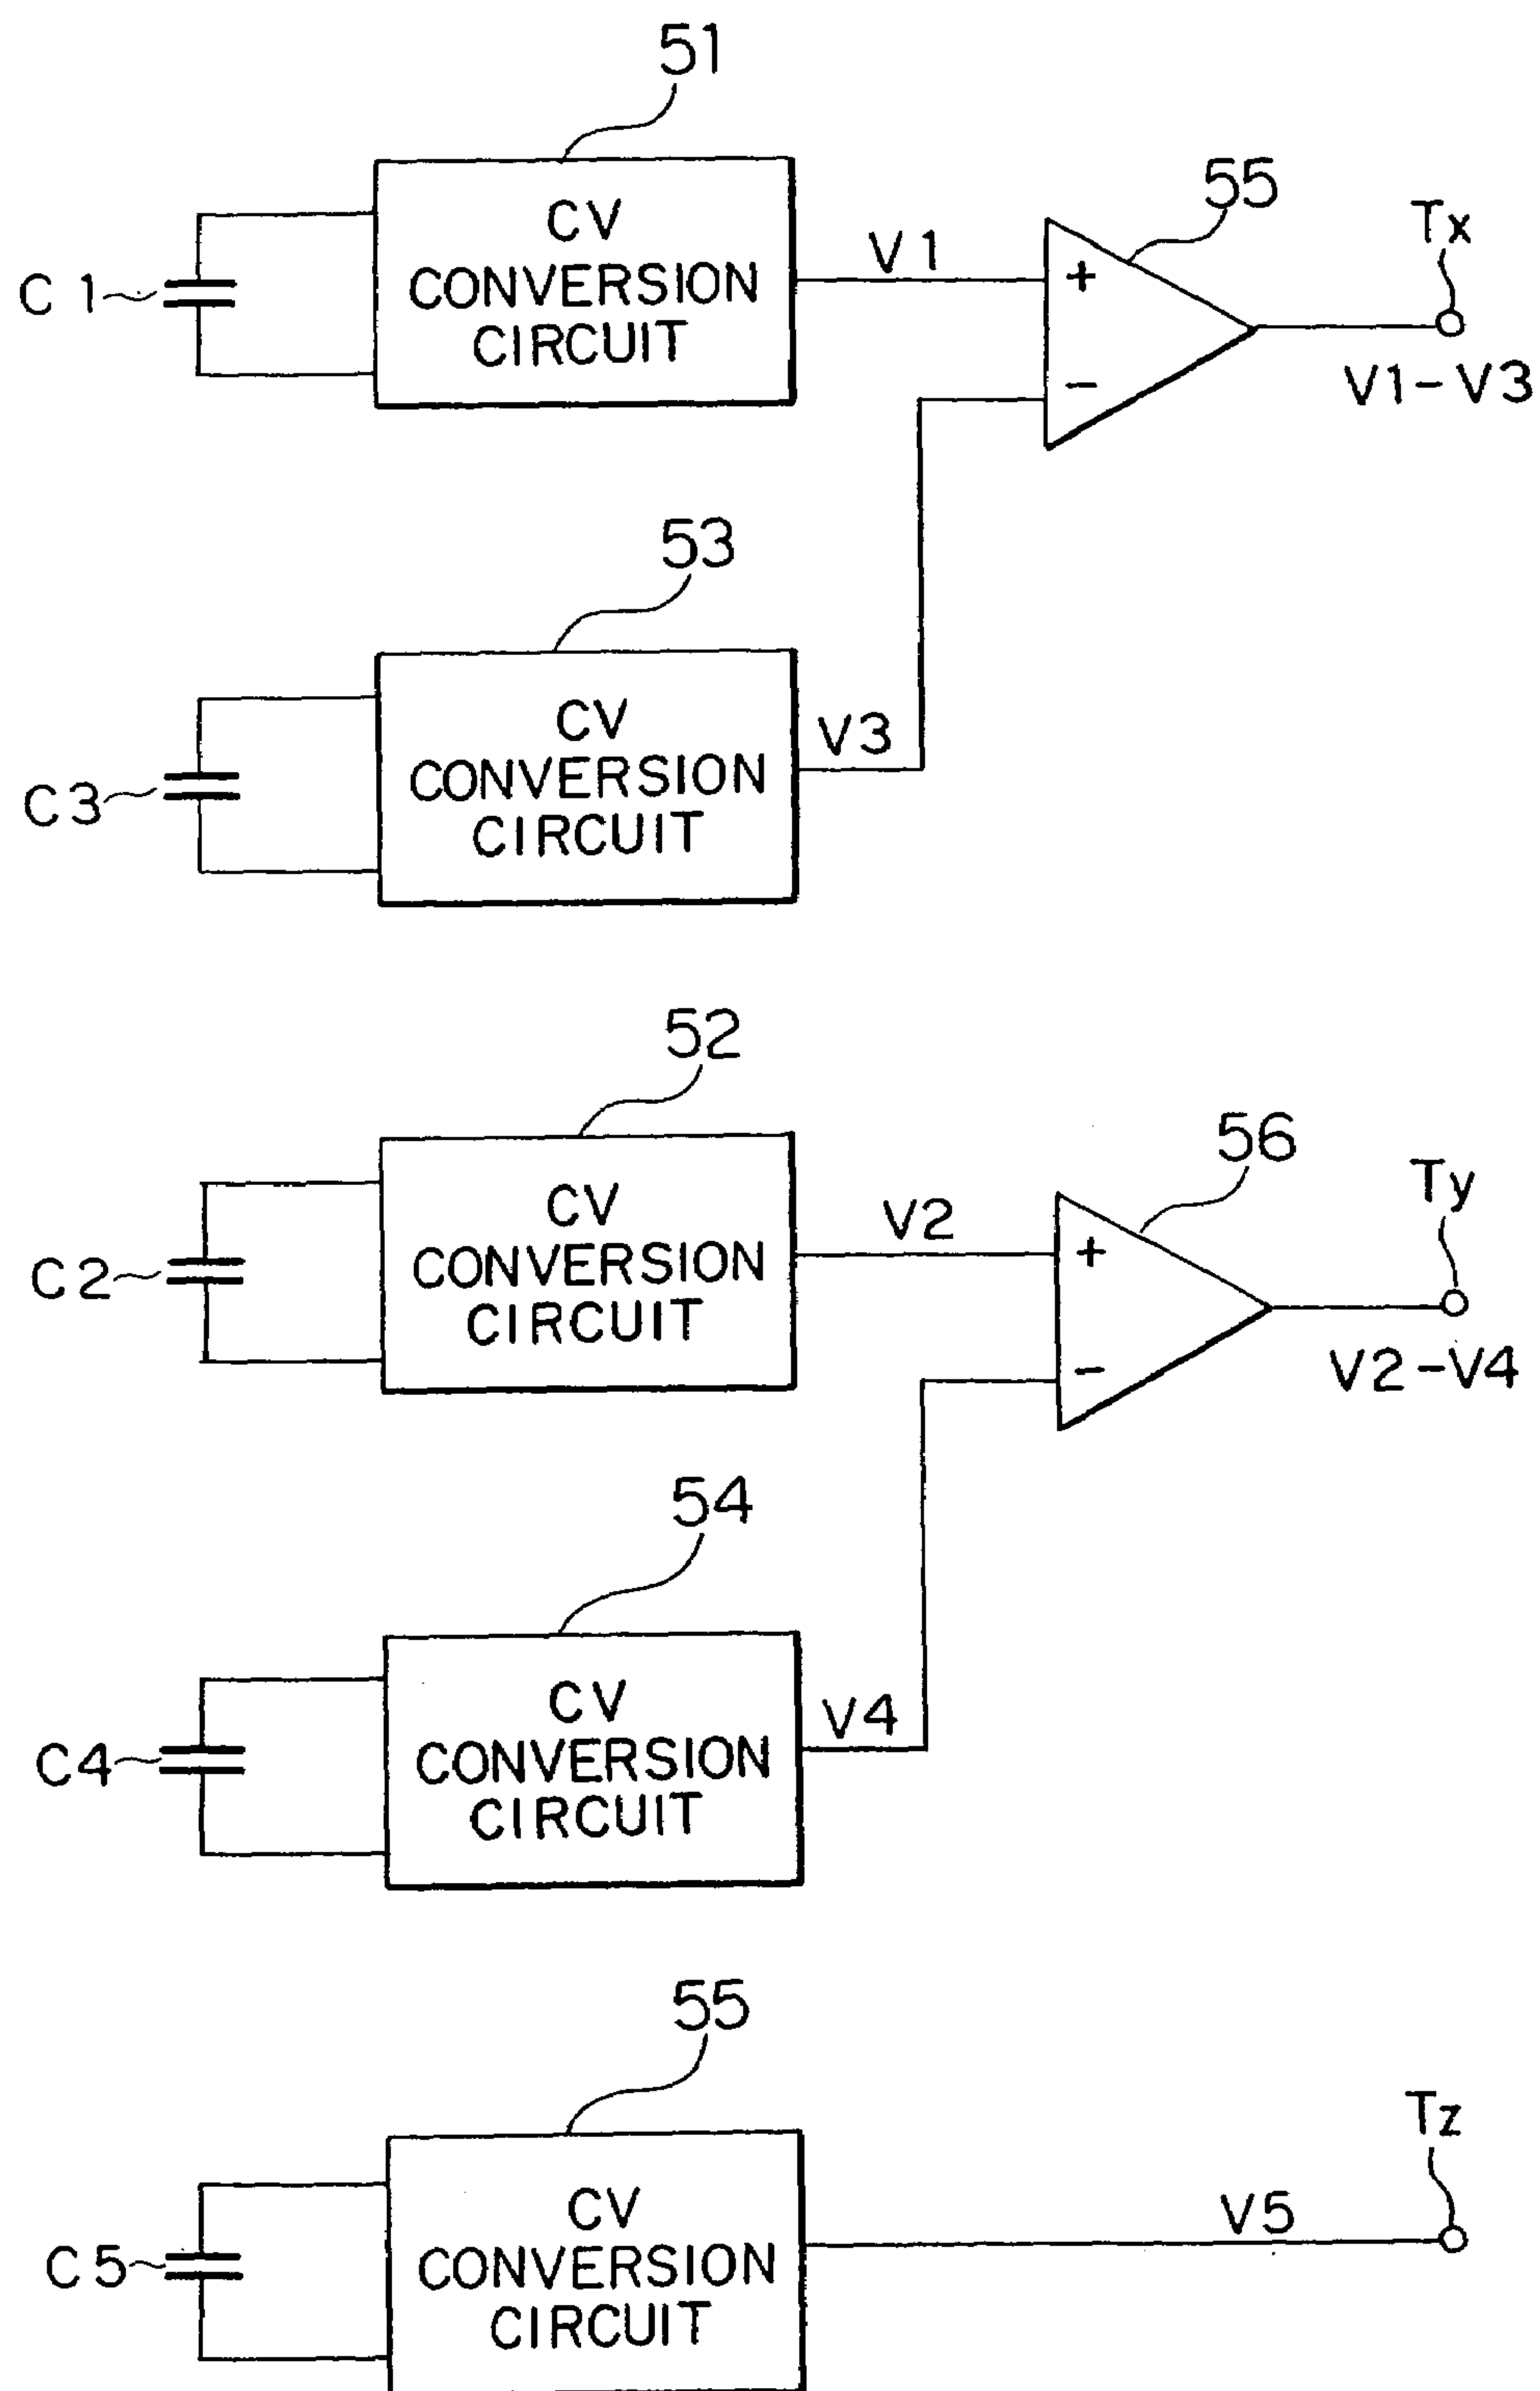 51
CV
CONVERSION
CIRCUIT
C1
V1
55
+
-
Tx
V1-V3
53
CV
CONVERSION
CIRCUIT
C3
V3
52
CV
CONVERSION
CIRCUIT
C2
V2
56
+
-
Ty
V2-V4
54
CV
CONVERSION
CIRCUIT
C4
V4
55
CV
CONVERSION
CIRCUIT
C5
V5
Tz